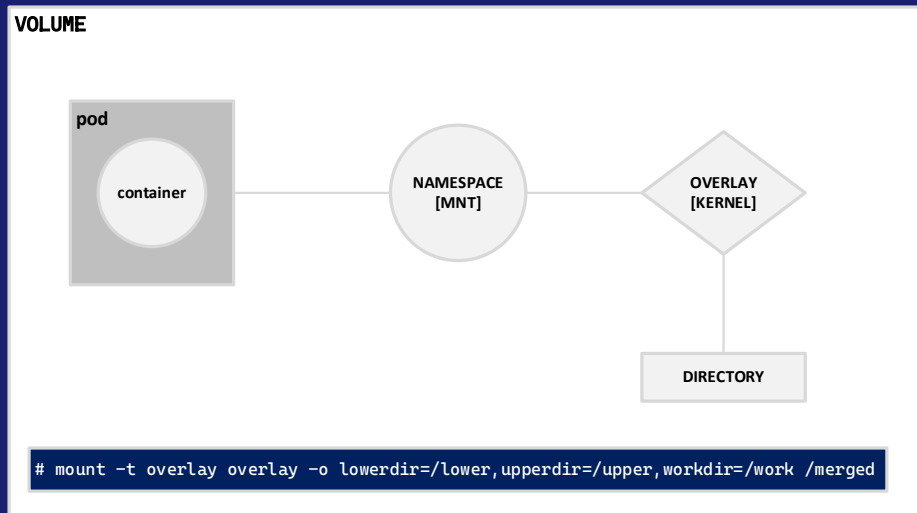 VOLUME
pod
container
NAMESPACE
[MNT]
OVERLAY
[KERNEL]
DIRECTORY
# mount -t overlay overlay -o lowerdir=/lower,upperdir=/upper,workdir=/work /merged